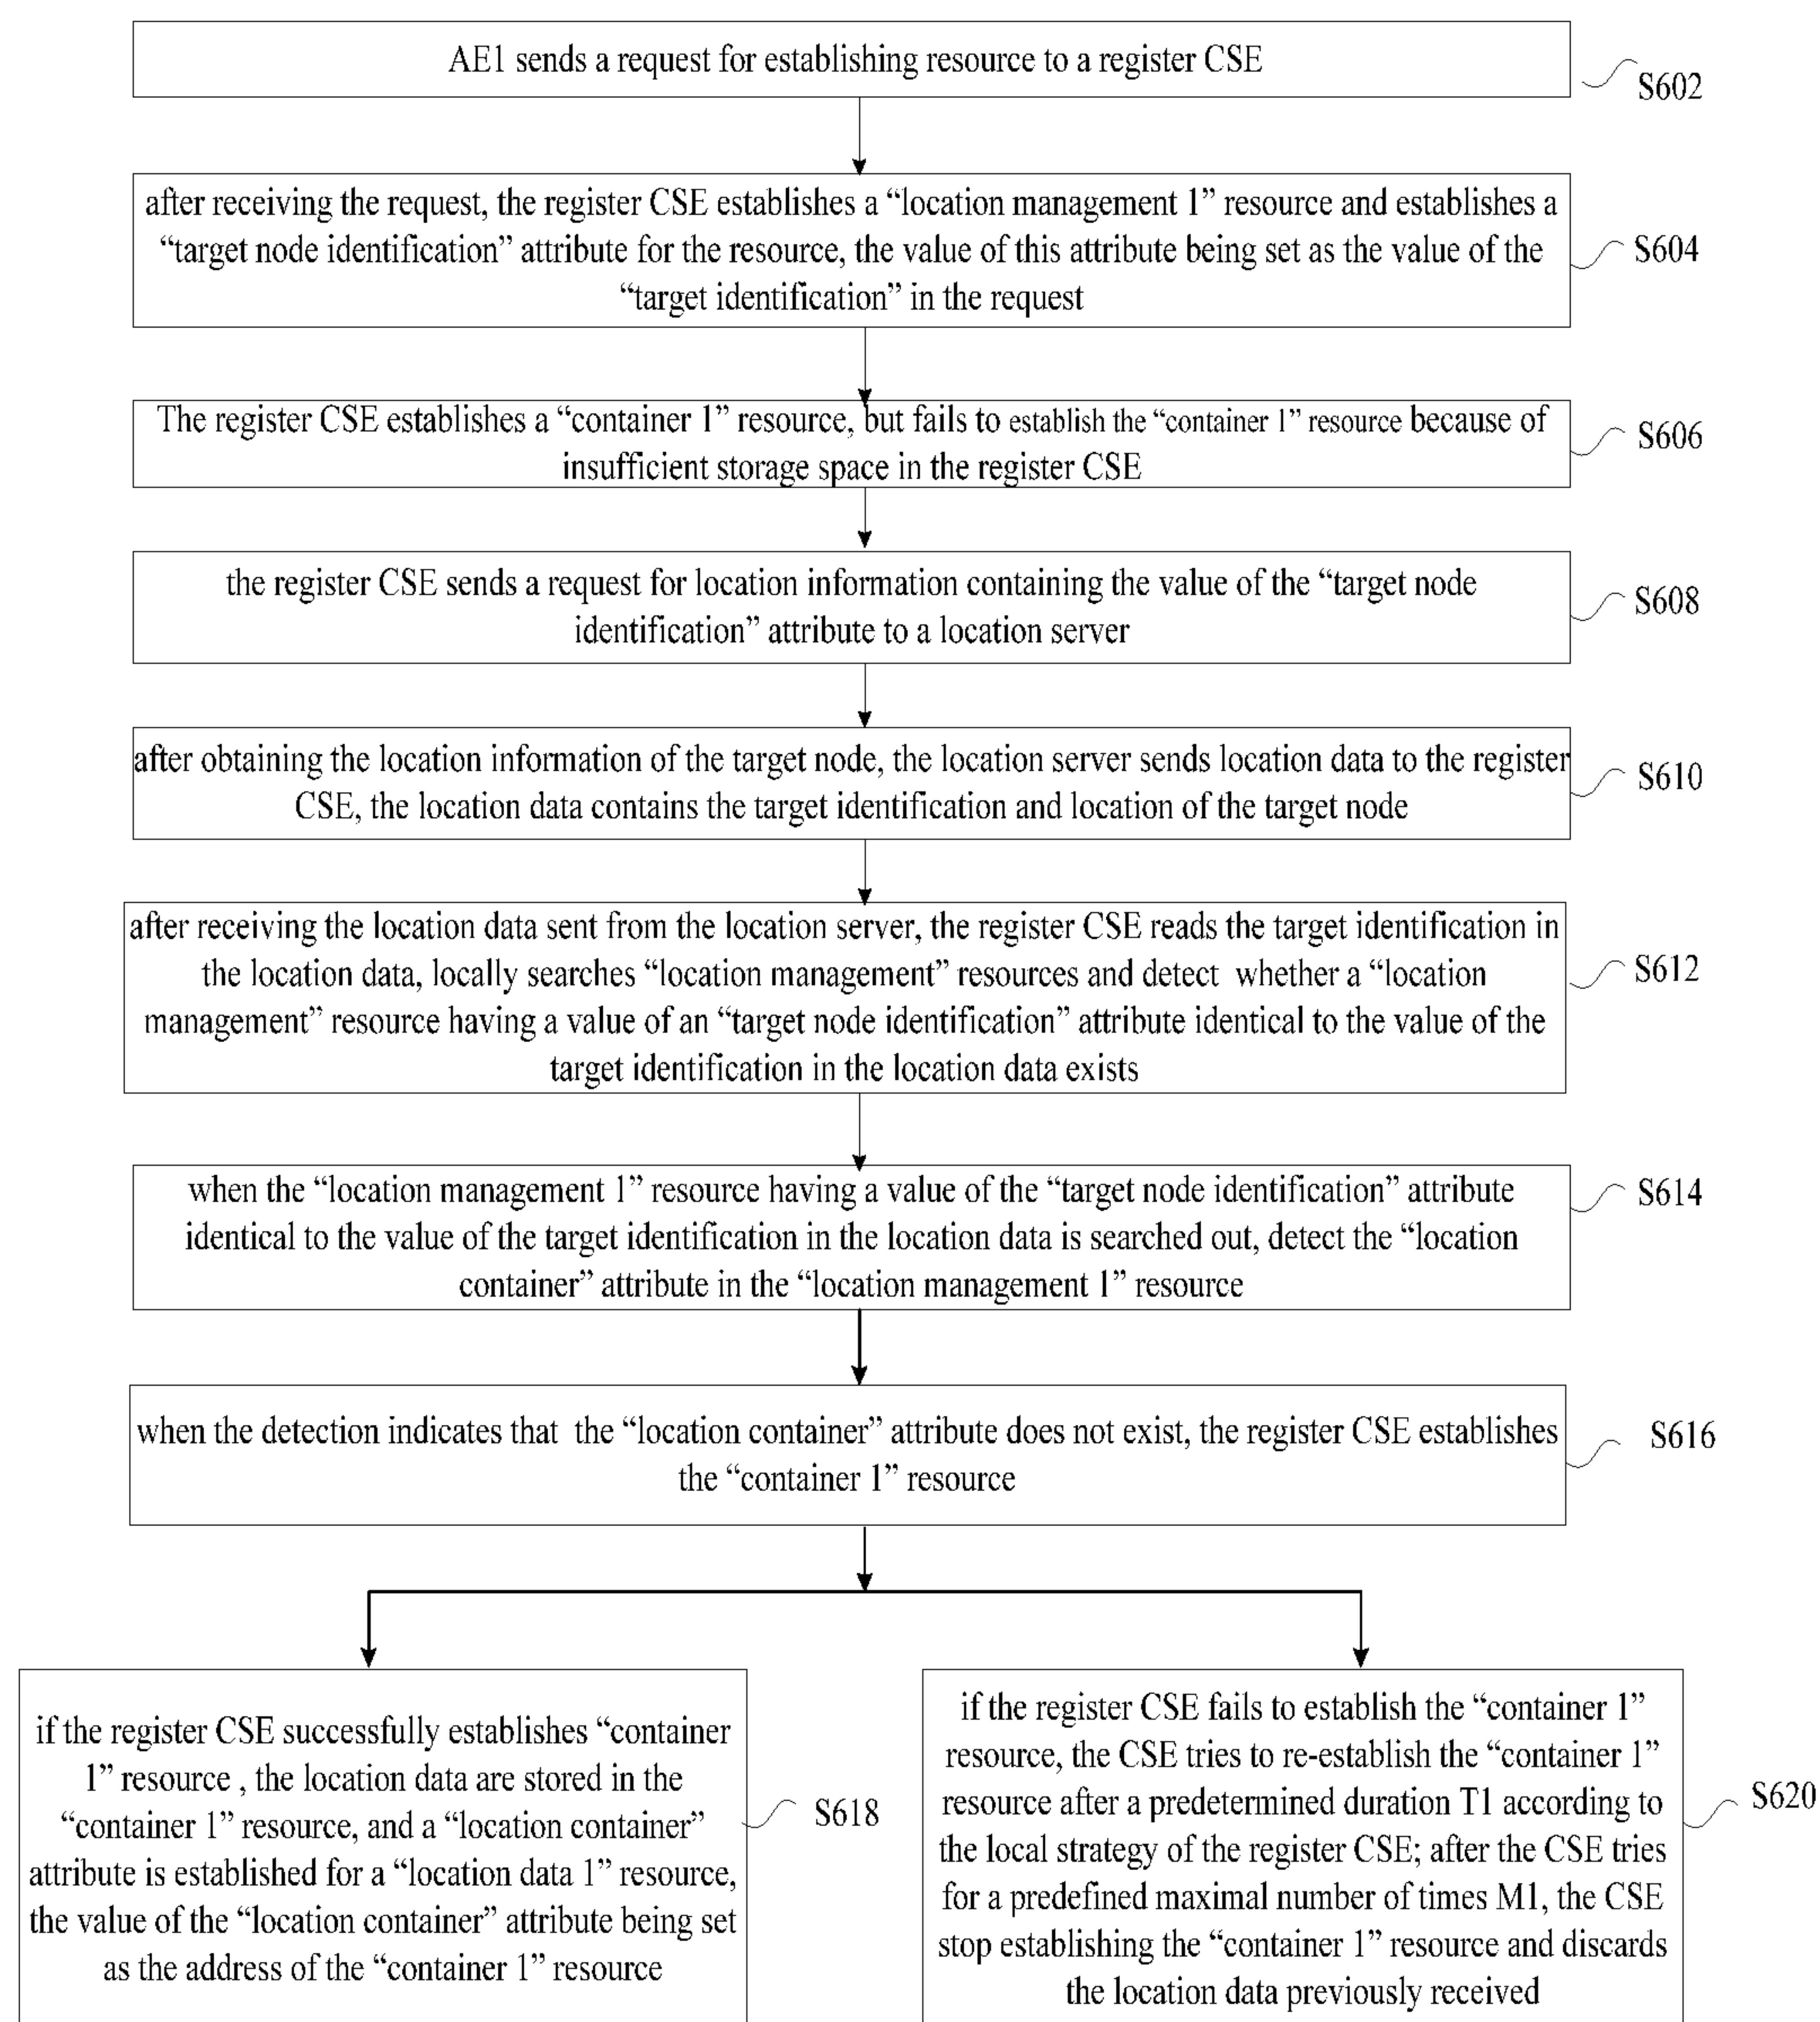 AE1 sends a request for establishing resource to a register CSE
S602
after receiving the request, the register CSE establishes a “location management 1” resource and establishes a
“target node identification” attribute for the resource, the value of this attribute being set as the value of the
“target identification” in the request
S604
The register CSE establishes a “container 1” resource, but fails to establish the “container 1” resource because of
insufficient storage space in the register CSE
S606
the register CSE sends a request for location information containing the value of the “target node
identification” attribute to a location server
S608
after obtaining the location information of the target node, the location server sends location data to the register
CSE, the location data contains the target identification and location of the target node
S610
after receiving the location data sent from the location server, the register CSE reads the target identification in
the location data, locally searches “location management” resources and detect whether a “location
management” resource having a value of an “target node identification” attribute identical to the value of the
target identification in the location data exists
S612
when the “location management 1” resource having a value of the “target node identification” attribute
identical to the value of the target identification in the location data is searched out, detect the “location
container” attribute in the “location management 1” resource
S614
when the detection indicates that the “location container” attribute does not exist, the register CSE establishes
the “container 1” resource
S616
if the register CSE successfully establishes “container
1” resource , the location data are stored in the
“container 1” resource, and a “location container”
attribute is established for a “location data 1” resource,
the value of the “location container” attribute being set
as the address of the “container 1” resource
S618
if the register CSE fails to establish the “container 1”
resource, the CSE tries to re-establish the “container 1”
resource after a predetermined duration T1 according to
the local strategy of the register CSE; after the CSE tries
for a predefined maximal number of times M1, the CSE
stop establishing the “container 1” resource and discards
the location data previously received
S620